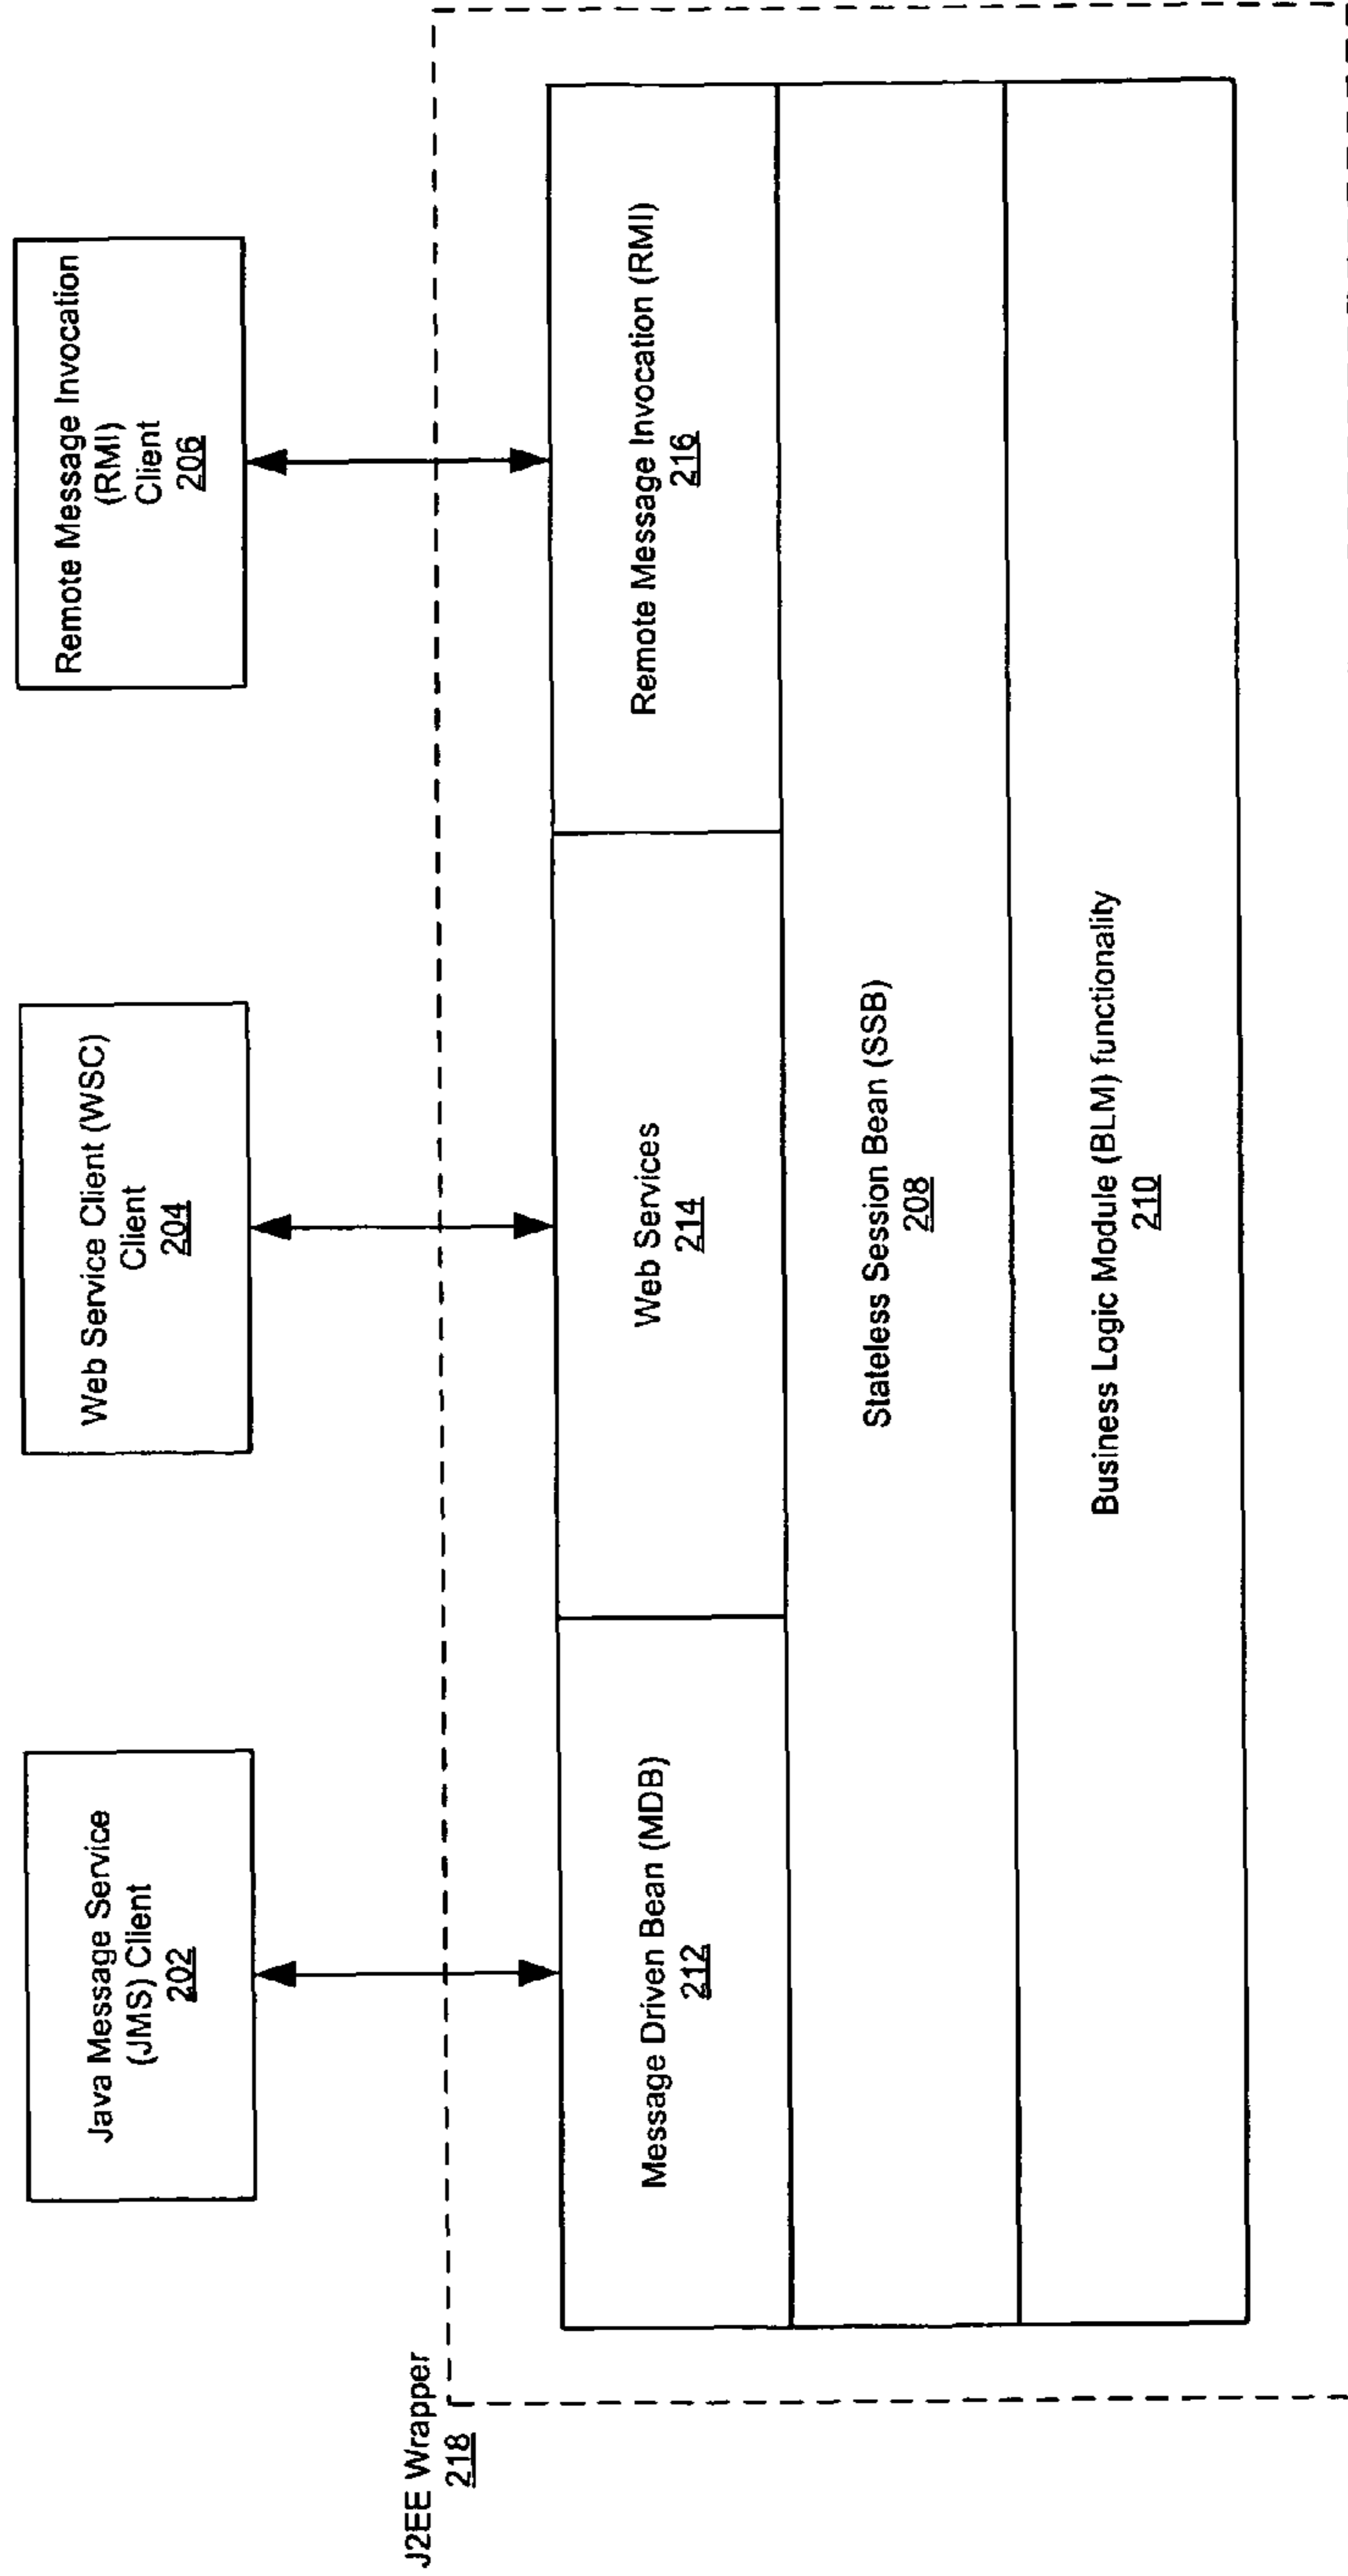 Java Message Service
(JMS) Client
202
Web Service Client (WSC)
Client
204
Remote Message Invocation
(RMI)
Client
206
J2EE Wrapper
218
Message Driven Bean (MDB)
212
Web Services
214
Remote Message Invocation (RMI)
216
Stateless Session Bean (SSB)
208
Business Logic Module (BLM) functionality
210